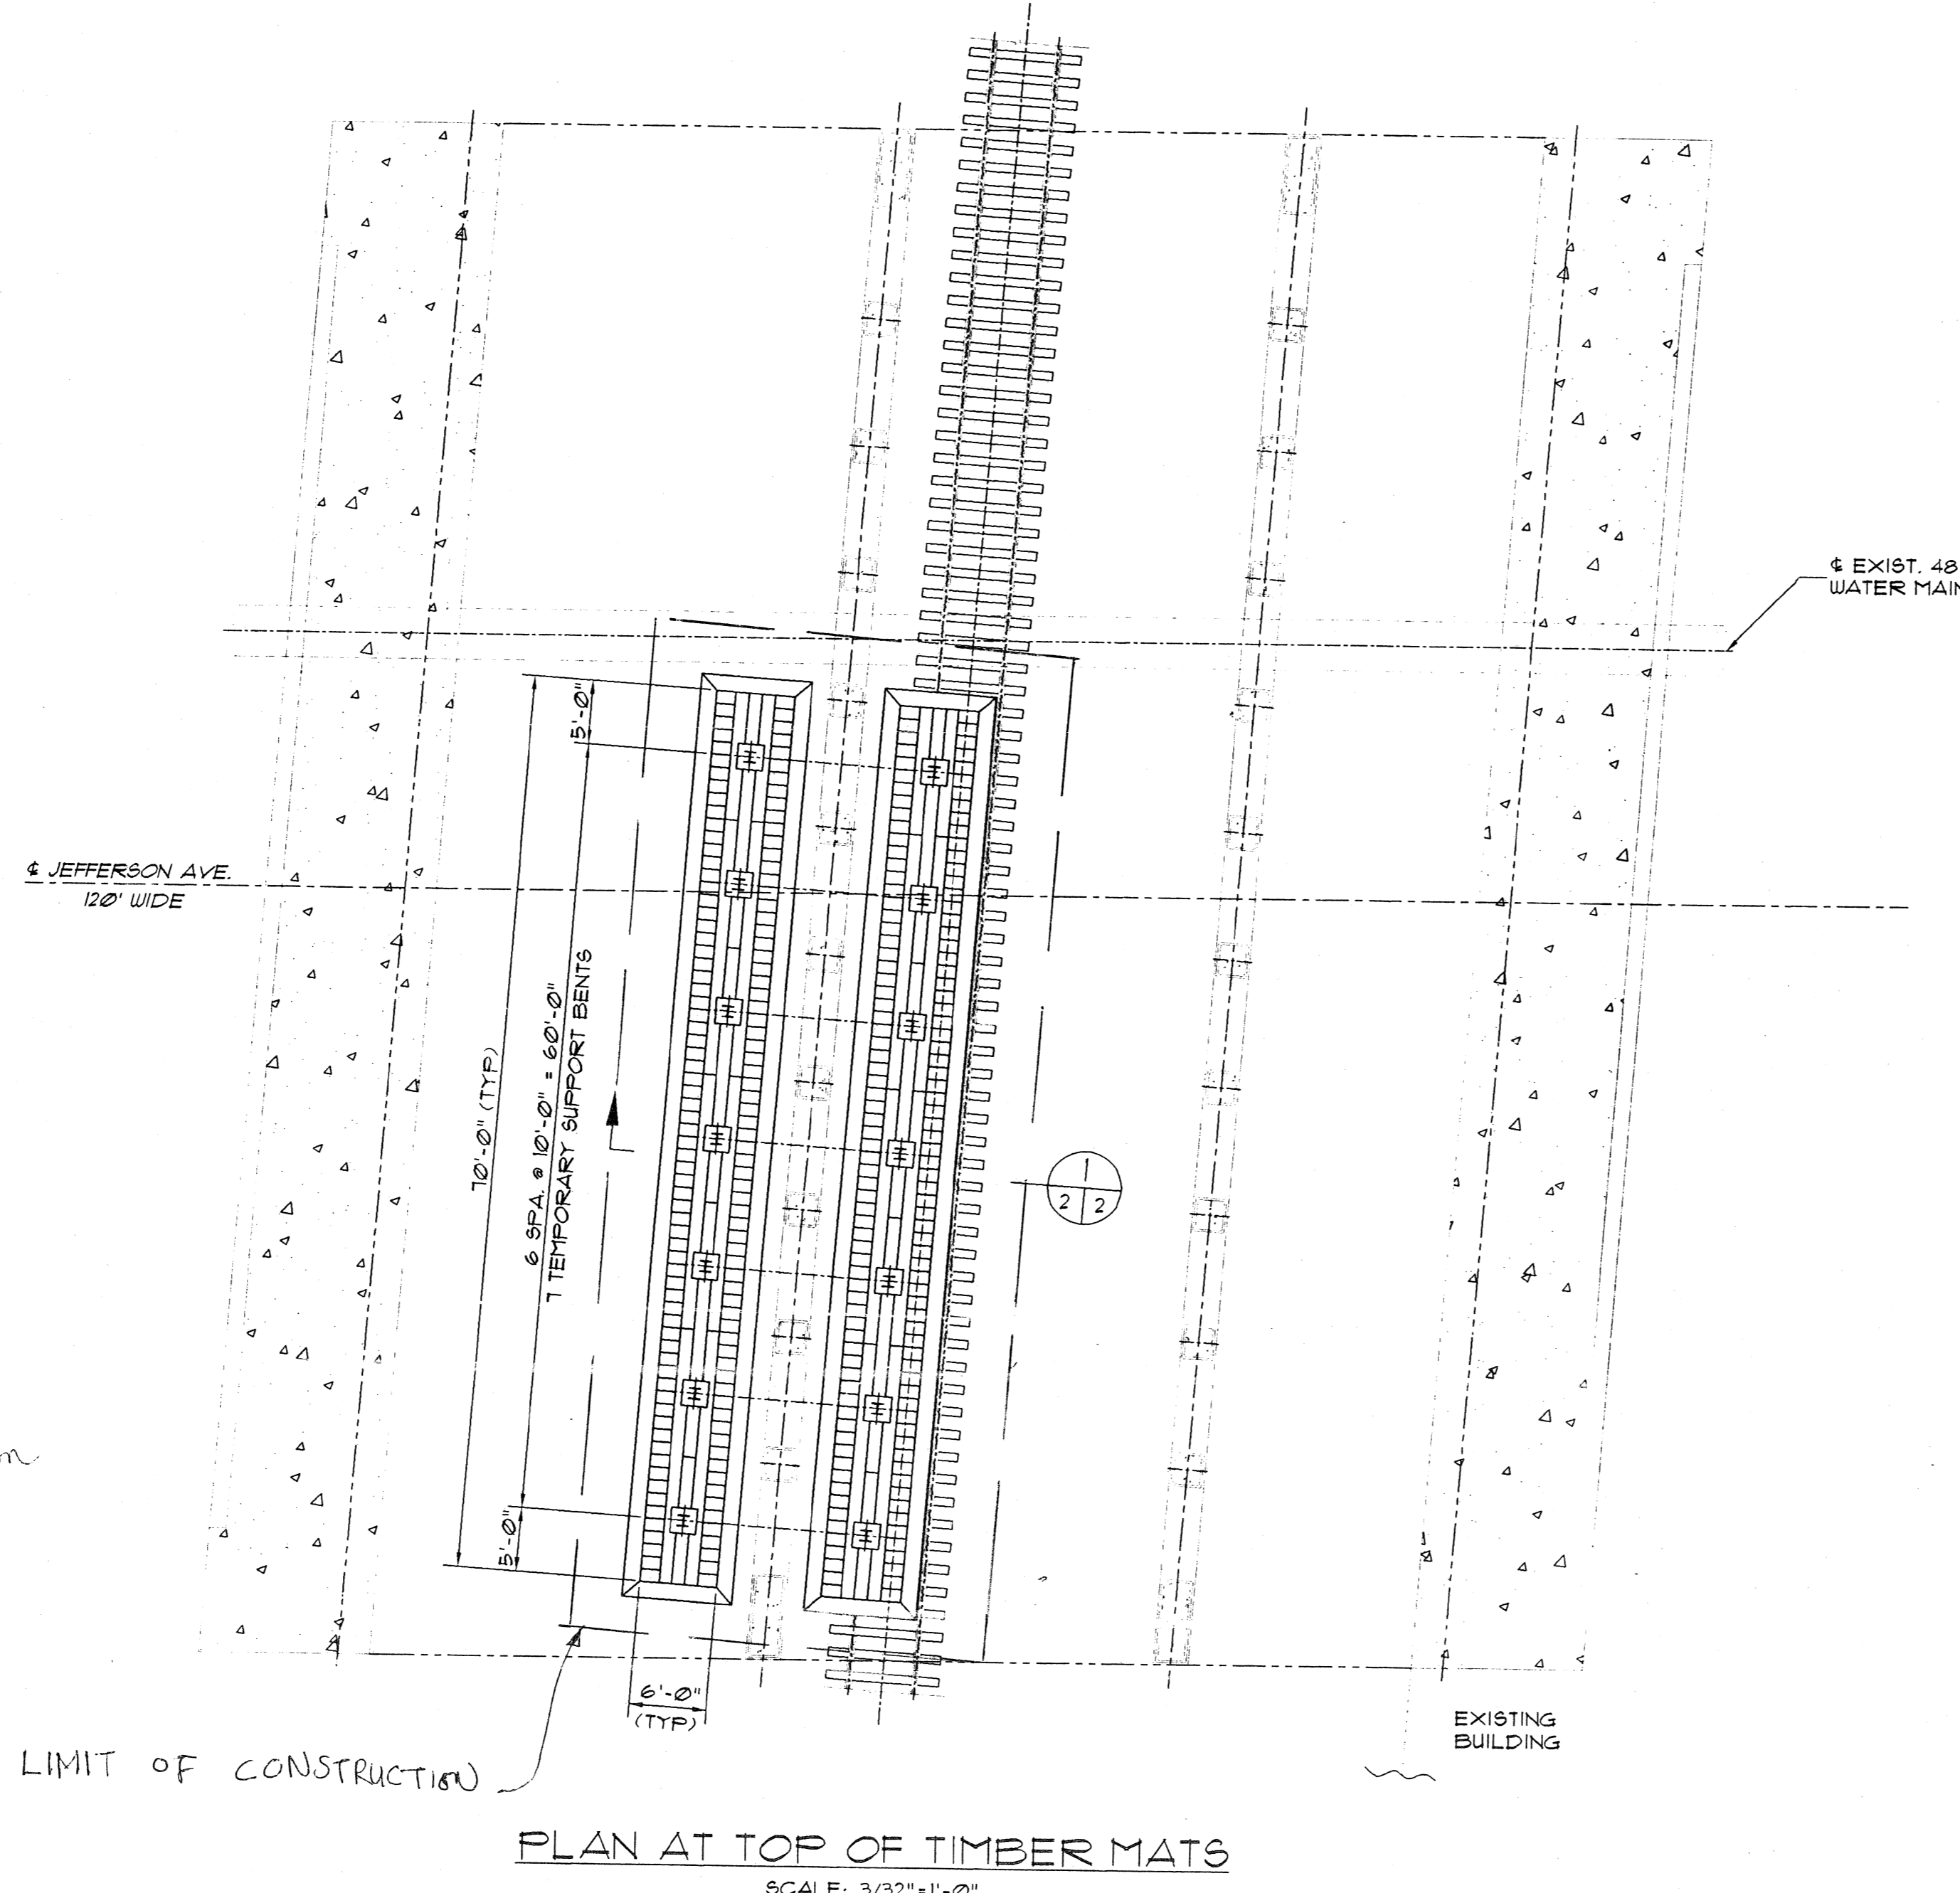 ₵ EXIST. 48
WATER MAIN
5'-0"
₵ JEFFERSON AVE.
120' WIDE
70'-0" (TYP)
6 SPA. @ 10'-0" = 60'-0"
7 TEMPORARY SUPPORT BENTS
1
2 2
5'-0"
6'-0"
(TYP)
EXISTING
BUILDING
LIMIT OF CONSTRUCTION
PLAN AT TOP OF TIMBER MATS
SCALE: 3/32"=1'-0"